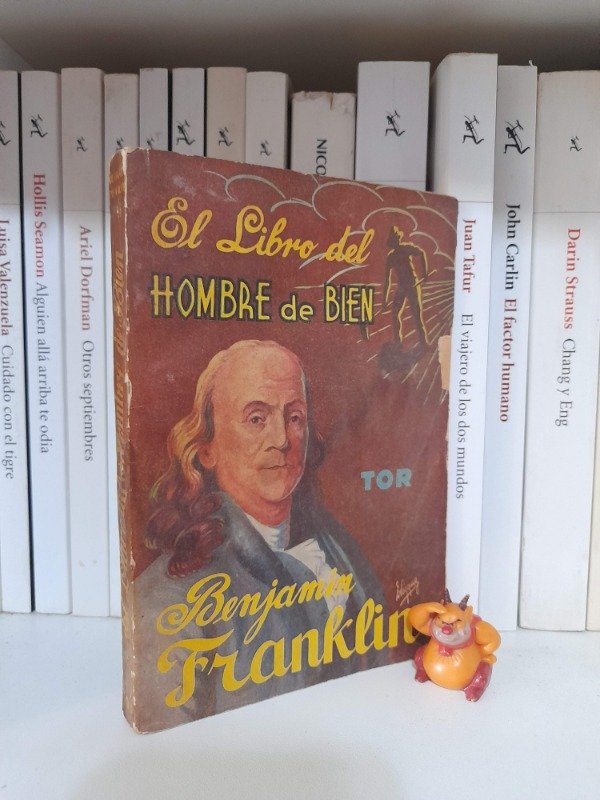 El Libro del
HOMBRE de BIEN
TOR
Benjamin
Franklin
Luisa Valenzuela Cuidado con el tigre
Hollis Seamon Alguien allá arriba te odia
Ariel Dorfman Otros septiembres
NICO
Juan Tafur El viajero de los dos mundos
John Carlin El factor humano
Darin Strauss Chang y Eng